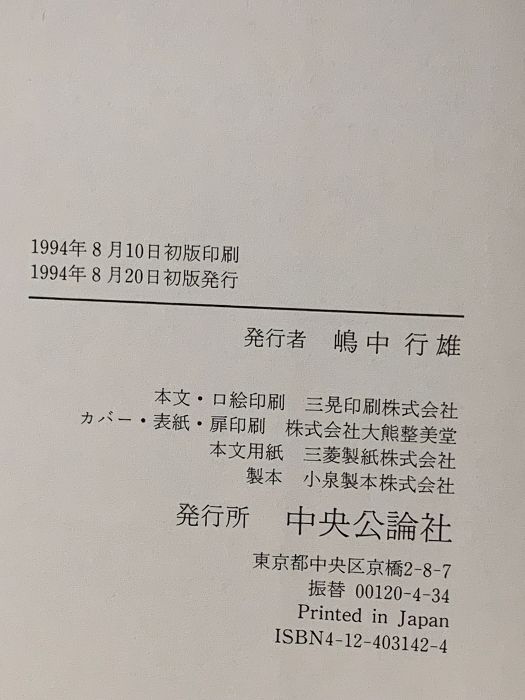 1994年8月10日初版印刷
1994年8月20日初版発行
発行者　嶋中行雄
本文・口絵印刷　三晃印刷株式会社
カバー・表紙・扉印刷　株式会社大熊整美堂
本文用紙　三菱製紙株式会社
製本　小泉製本株式会社
発行所　中央公論社
東京都中央区京橋2-8-7
振替 00120-4-34
Printed in Japan
ISBN4-12-403142-4